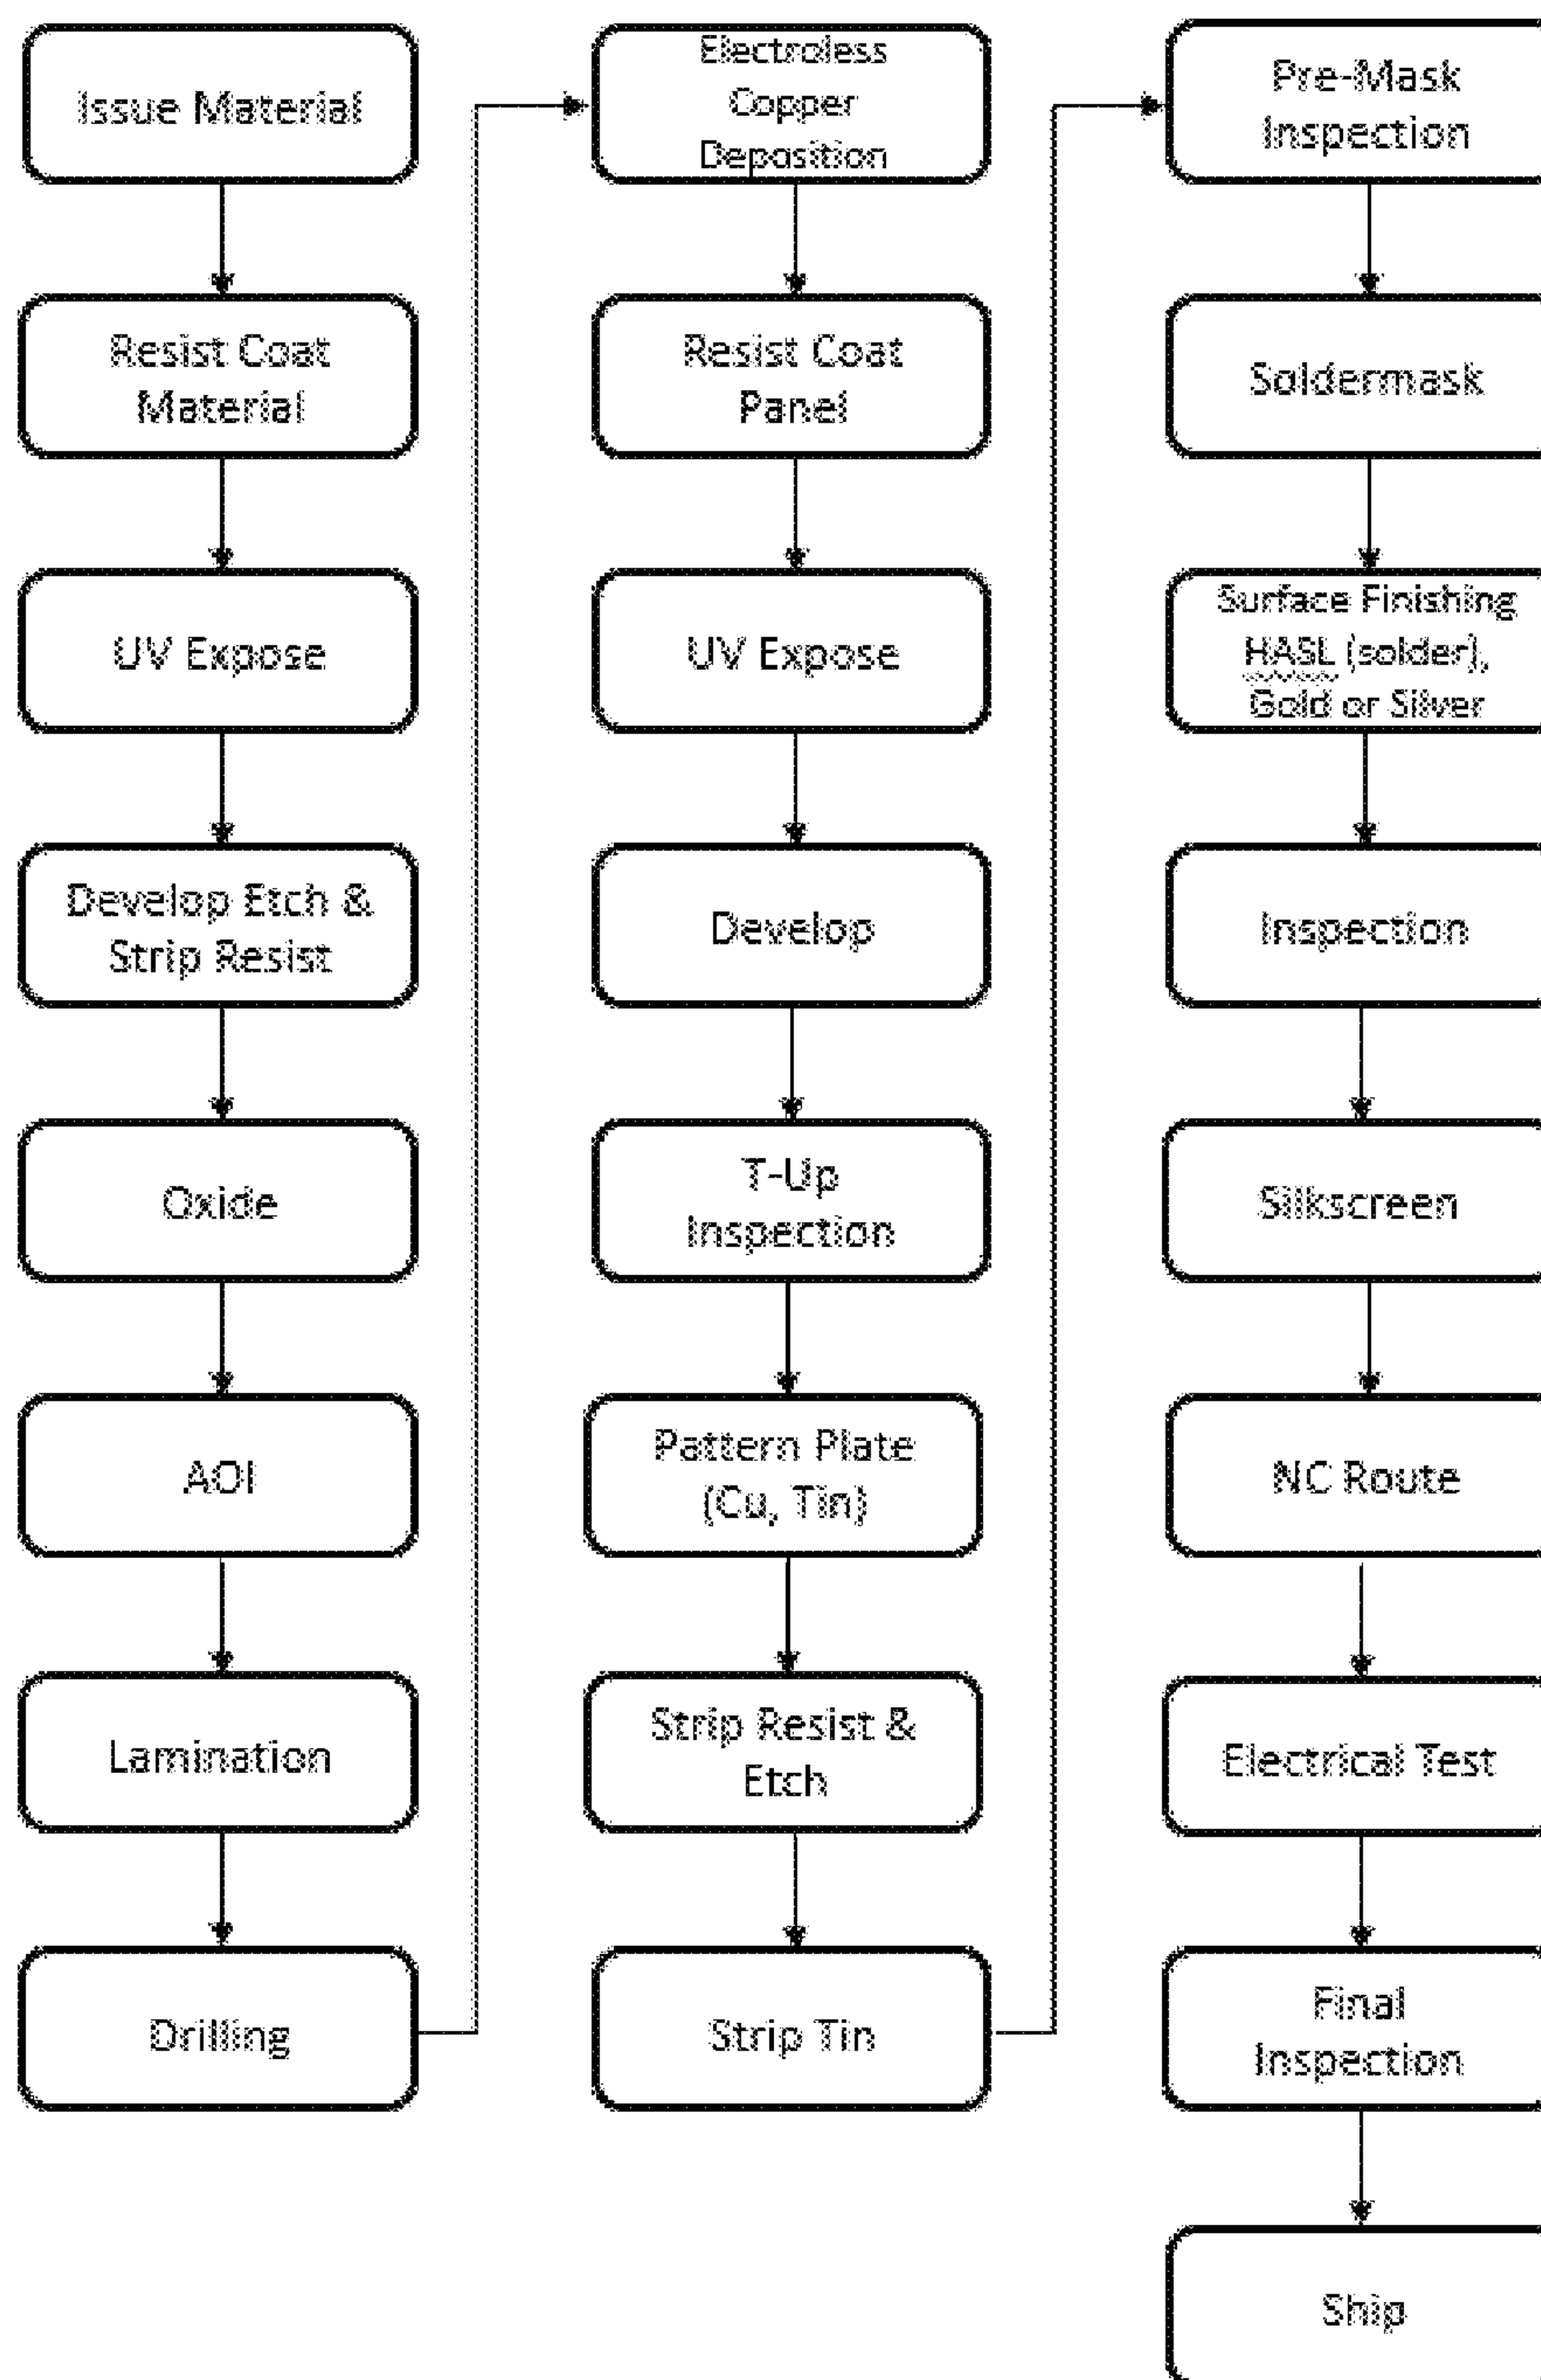 Issue Material
Resist Coat
Material
UV Expose
Develop Etch &
Strip Resist
Oxide
AOI
Lamination
Drilling
Electroless
Copper
Deposition
Resist Coat
Panel
UV Expose
Develop
T-Up
Inspection
Pattern Plate
(Cu, Tin)
Strip Resist &
Etch
Strip Tin
Pre-Mask
Inspection
Soldermask
Surface Finishing
HASL (solder),
Gold or Silver
Inspection
Silkscreen
NC Route
Electrical Test
Final
Inspection
Ship